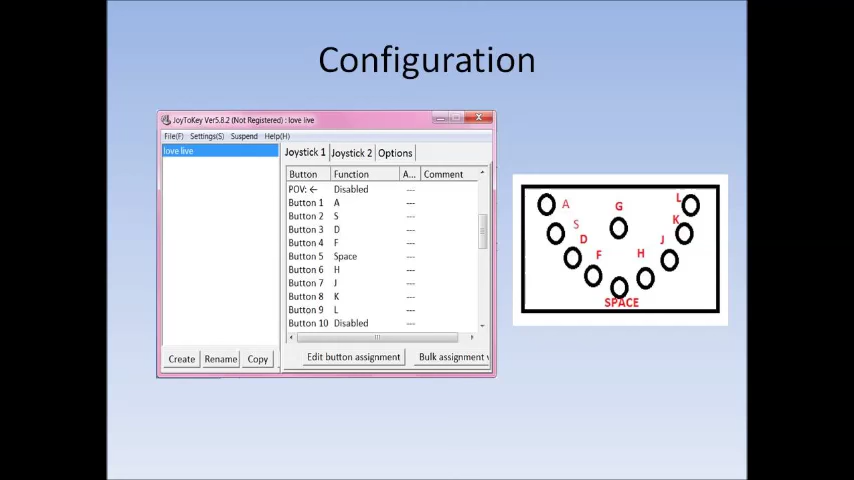 Configuration
JoyToKey Ver5.8.2 (Not Registered) : love live
File(F) Settings(S) Suspend Help(H)
love live
Joystick 1 Joystick 2 Options
Button Function A... Comment
POV: ← Disabled ---
Button 1 A ---
Button 2 S ---
Button 3 D ---
Button 4 F ---
Button 5 Space ---
Button 6 H ---
Button 7 J ---
Button 8 K ---
Button 9 L ---
Button 10 Disabled ---
Create Rename Copy
Edit button assignment Bulk assignment
A G L
S K
D J
F H
SPACE